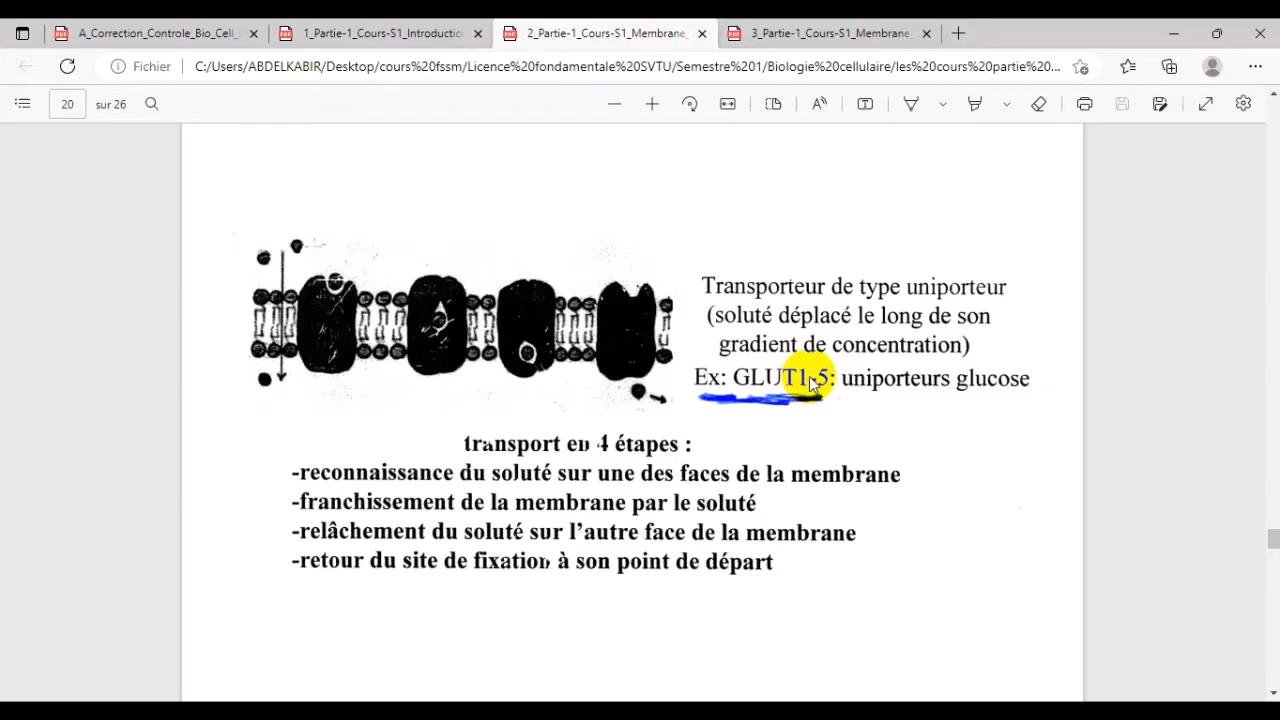 A_Correction_Controle_Bio_Cell_
1_Partie-1_Cours-S1_Introductio
2_Partie-1_Cours-S1_Membrane_
3_Partie-1_Cours-S1_Membrane_
Fichier
C:/Users/ABDELKABIR/Desktop/cours%20fssm/Licence%20fondamentale%20SVTU/Semestre%201/Biologie%20cellulaire/les%20cours%20partie%20...
20 sur 26
Transporteur de type uniporteur
(soluté déplacé le long de son
gradient de concentration)
Ex: GLUT1-5: uniporteurs glucose
transport en 4 étapes :
-reconnaissance du soluté sur une des faces de la membrane
-franchissement de la membrane par le soluté
-relâchement du soluté sur l'autre face de la membrane
-retour du site de fixation à son point de départ